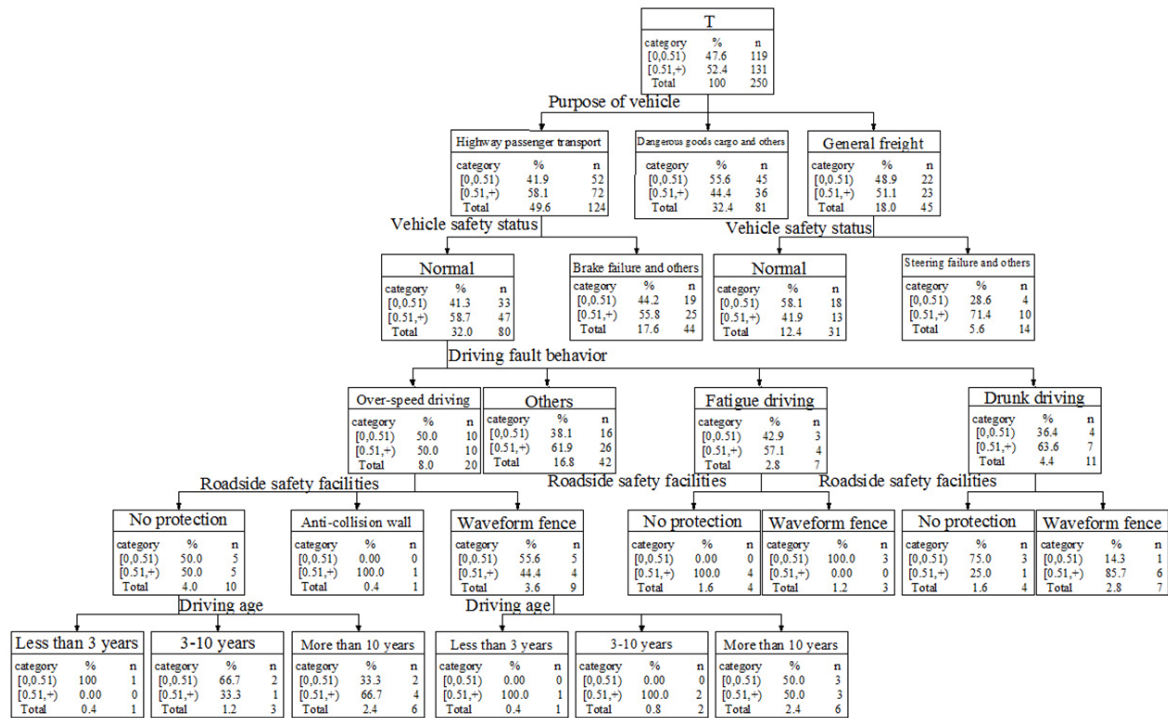 T
category % n
[0,0.51) 47.6 119
[0.51,+) 52.4 131
Total 100 250
Purpose of vehicle
Highway passenger transport
category % n
[0,0.51) 41.9 52
[0.51,+) 58.1 72
Total 49.6 124
Dangerous goods cargo and others
category % n
[0,0.51) 55.6 45
[0.51,+) 44.4 36
Total 32.4 81
General freight
category % n
[0,0.51) 48.9 22
[0.51,+) 51.1 23
Total 18.0 45
Vehicle safety status
Vehicle safety status
Normal
category % n
[0,0.51) 41.3 33
[0.51,+) 58.7 47
Total 32.0 80
Brake failure and others
category % n
[0,0.51) 44.2 19
[0.51,+) 55.8 25
Total 17.6 44
Normal
category % n
[0,0.51) 58.1 18
[0.51,+) 41.9 13
Total 12.4 31
Steering failure and others
category % n
[0,0.51) 28.6 4
[0.51,+) 71.4 10
Total 5.6 14
Driving fault behavior
Over-speed driving
category % n
[0,0.51) 50.0 10
[0.51,+) 50.0 10
Total 8.0 20
Others
category % n
[0,0.51) 38.1 16
[0.51,+) 61.9 26
Total 16.8 42
Fatigue driving
category % n
[0,0.51) 42.9 3
[0.51,+) 57.1 4
Total 2.8 7
Drunk driving
category % n
[0,0.51) 36.4 4
[0.51,+) 63.6 7
Total 4.4 11
Roadside safety facilities
Roadside safety facilities
Roadside safety facilities
No protection
category % n
[0,0.51) 50.0 5
[0.51,+) 50.0 5
Total 4.0 10
Anti-collision wall
category % n
[0,0.51) 0.00 0
[0.51,+) 100.0 1
Total 0.4 1
Waveform fence
category % n
[0,0.51) 55.6 5
[0.51,+) 44.4 4
Total 3.6 9
No protection
category % n
[0,0.51) 0.00 0
[0.51,+) 100.0 4
Total 1.6 4
Waveform fence
category % n
[0,0.51) 100.0 3
[0.51,+) 0.00 0
Total 1.2 3
No protection
category % n
[0,0.51) 75.0 3
[0.51,+) 25.0 1
Total 1.6 4
Waveform fence
category % n
[0,0.51) 14.3 1
[0.51,+) 85.7 6
Total 2.8 7
Driving age
Driving age
Less than 3 years
category % n
[0,0.51) 100 1
[0.51,+) 0.00 0
Total 0.4 1
3-10 years
category % n
[0,0.51) 66.7 2
[0.51,+) 33.3 1
Total 1.2 3
More than 10 years
category % n
[0,0.51) 33.3 2
[0.51,+) 66.7 4
Total 2.4 6
Less than 3 years
category % n
[0,0.51) 0.00 0
[0.51,+) 100.0 1
Total 0.4 1
3-10 years
category % n
[0,0.51) 0.00 0
[0.51,+) 100.0 2
Total 0.8 2
More than 10 years
category % n
[0,0.51) 50.0 3
[0.51,+) 50.0 3
Total 2.4 6